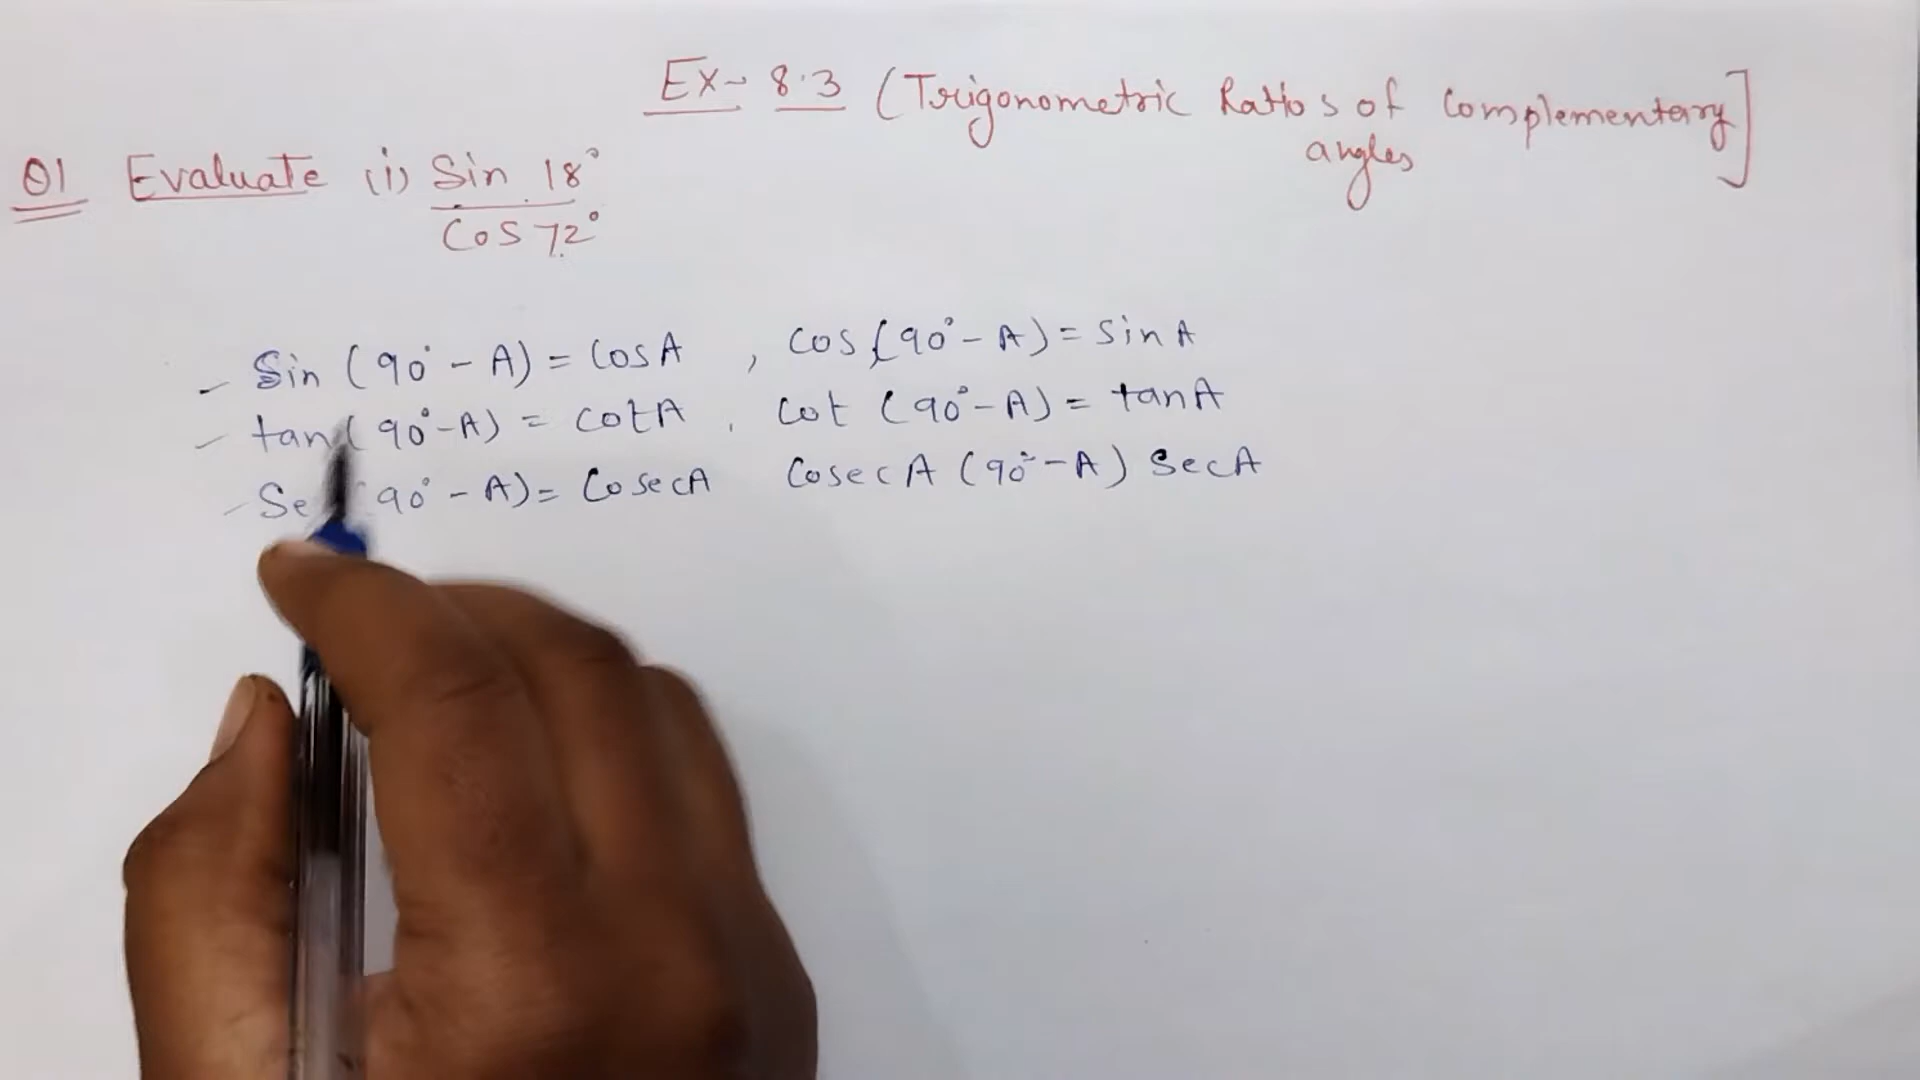 Ex- 8.3 (Trigonometric Ratios of Complementary angles]
Q1 Evaluate (i) Sin 18°
Cos 72°
- Sin (90° - A) = Cos A , Cos (90° - A) = Sin A
- tan (90° - A) = Cot A , Cot (90° - A) = tan A
- Se (90° - A) = Cosec A Cosec A (90° - A) Sec A